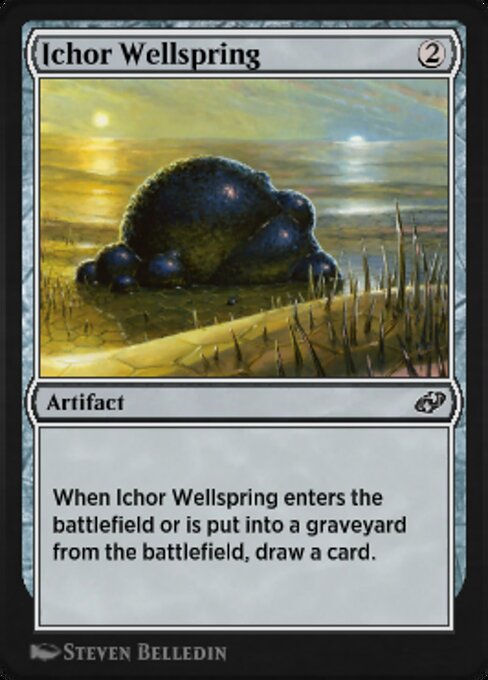 Ichor Wellspring 2
Artifact
When Ichor Wellspring enters the
battlefield or is put into a graveyard
from the battlefield, draw a card.
Steven Belledin